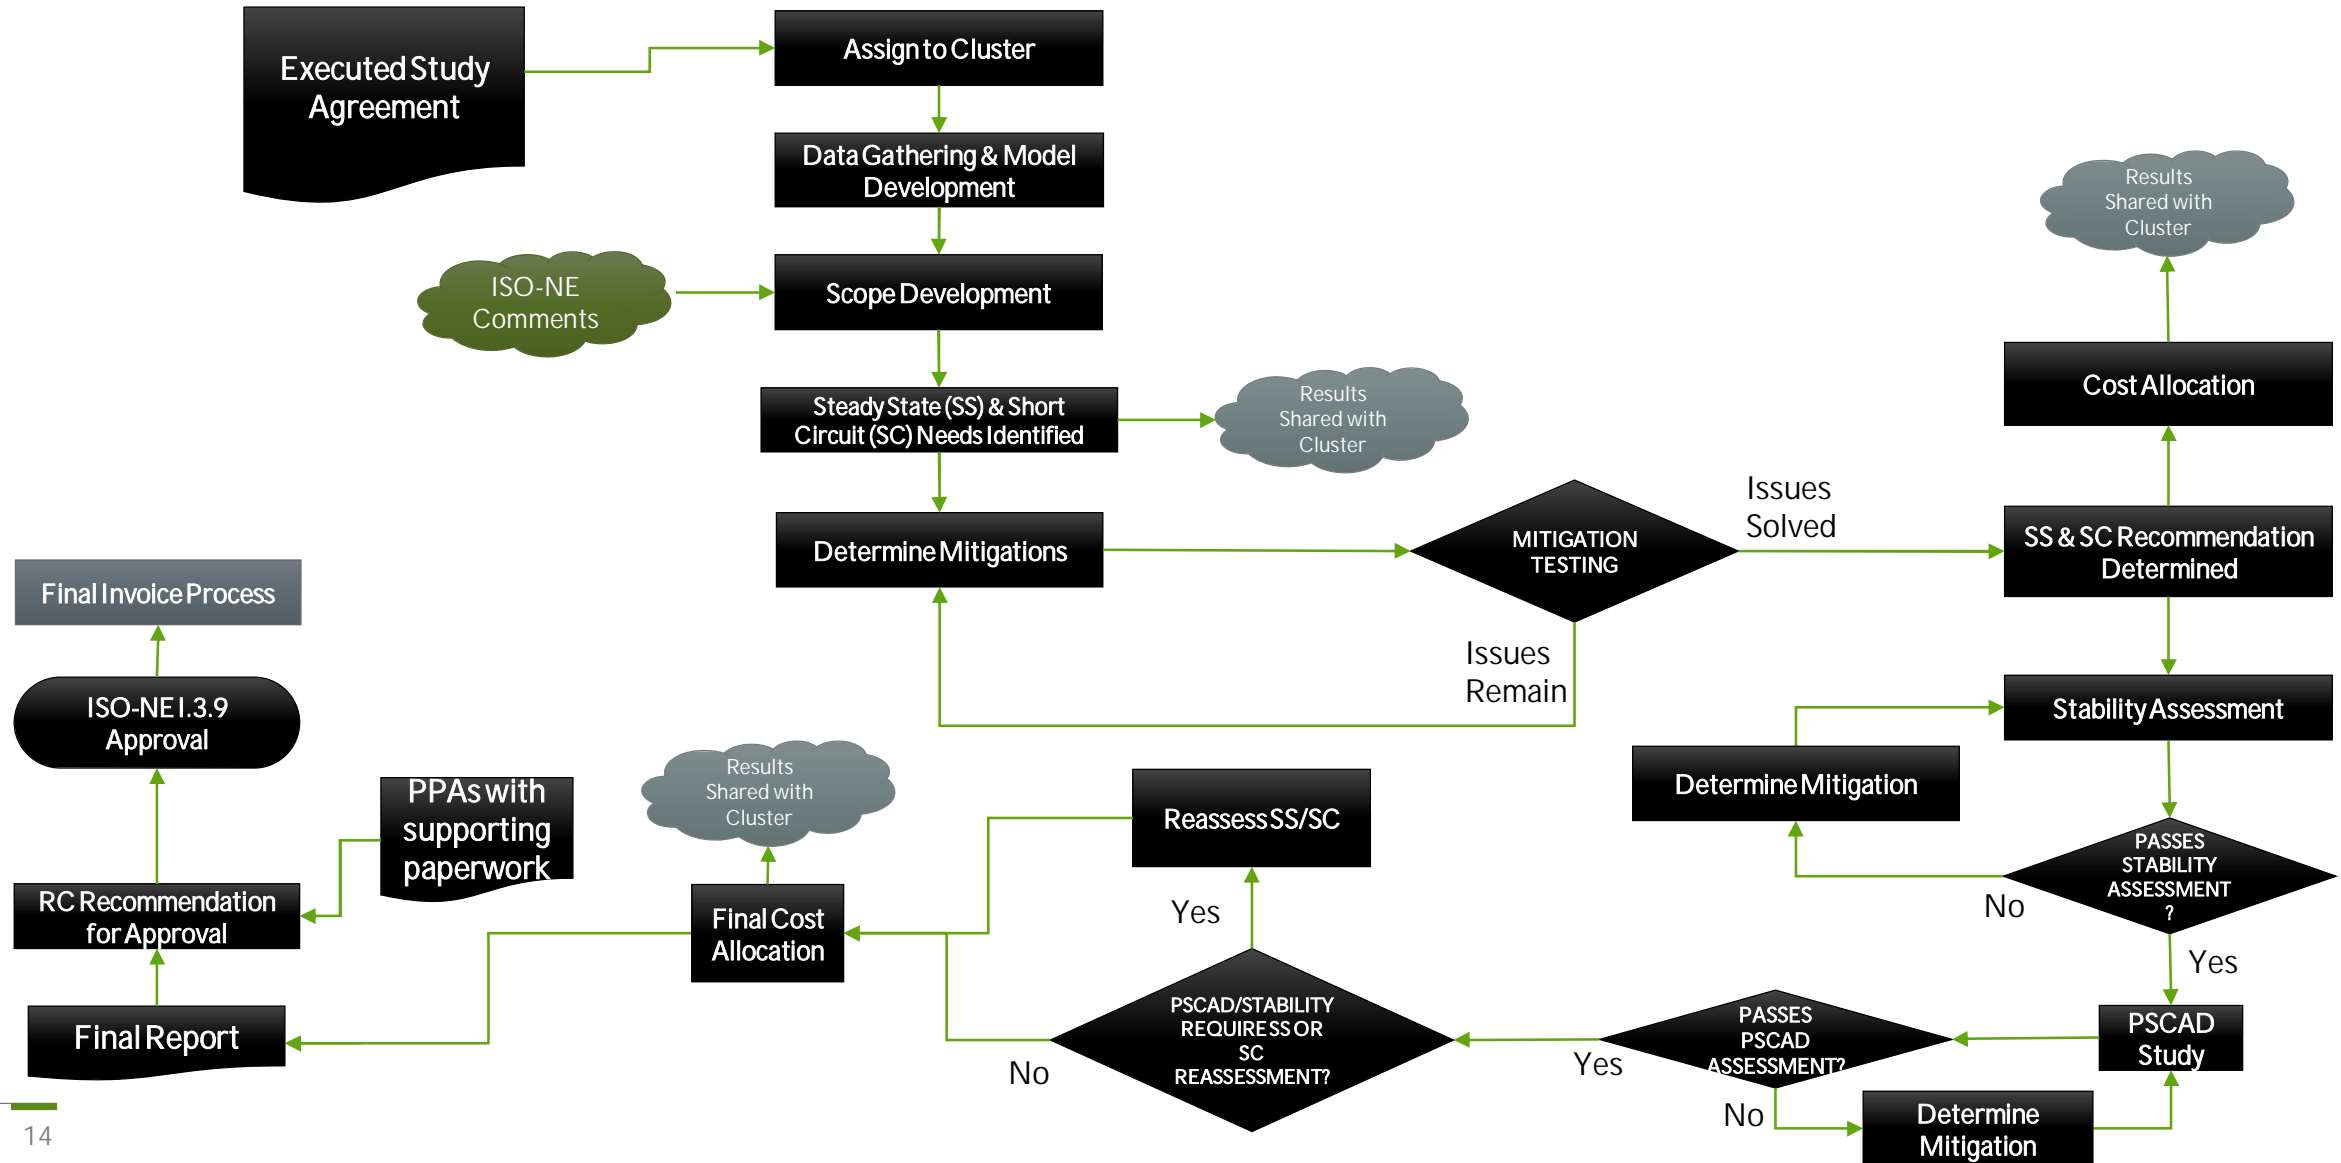 Executed Study
Agreement
Assign to Cluster
Data Gathering & Model
Development
ISO-NE
Comments
Scope Development
Steady State (SS) & Short
Circuit (SC) Needs Identified
Results
Shared with
Cluster
Determine Mitigations
MITIGATION
TESTING
Issues
Solved
Issues
Remain
Results
Shared with
Cluster
Cost Allocation
SS & SC Recommendation
Determined
Stability Assessment
Determine Mitigation
PASSES
STABILITY
ASSESSMENT
?
No
Yes
PSCAD
Study
PASSES
PSCAD
ASSESSMENT?
No
Determine
Mitigation
Yes
PSCAD/STABILITY
REQUIRE SS OR
SC
REASSESSMENT?
Yes
Reassess SS/SC
No
Results
Shared with
Cluster
Final Cost
Allocation
Final Report
PPAs with
supporting
paperwork
RC Recommendation
for Approval
ISO-NE I.3.9
Approval
Final Invoice Process
14